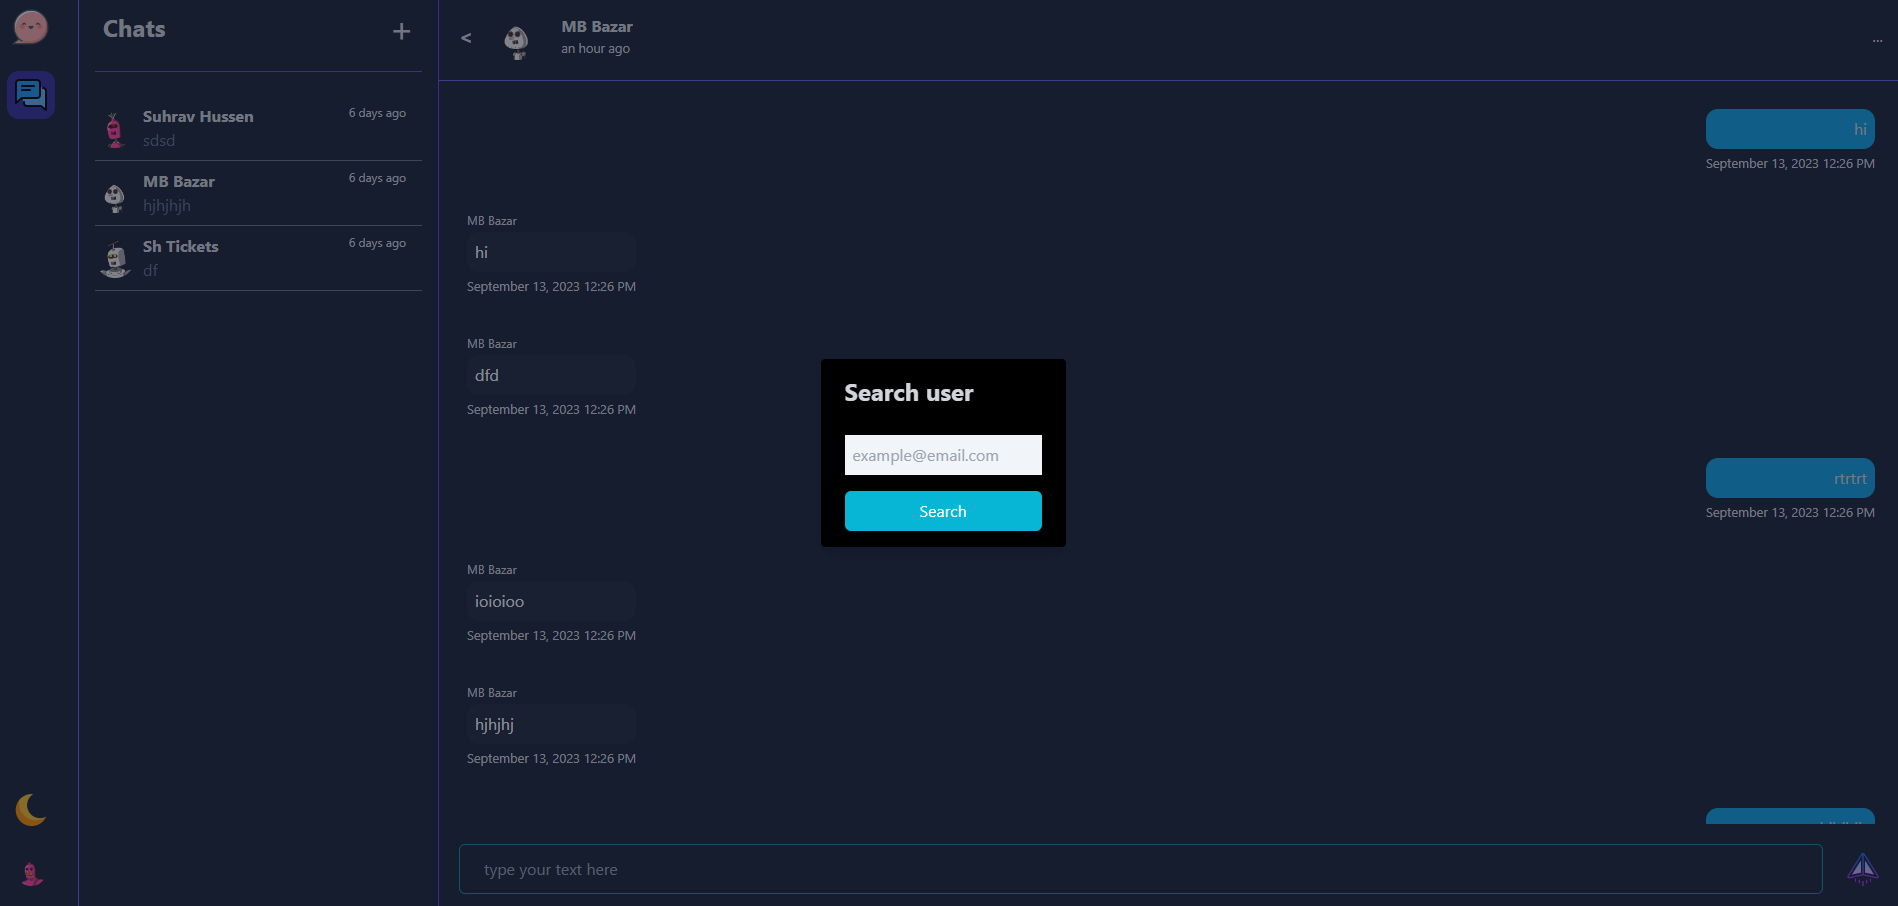 Chats
+
Suhrav Hussen
6 days ago
sdsd
MB Bazar
6 days ago
hjhjhjh
Sh Tickets
6 days ago
df
<
MB Bazar
an hour ago
...
hi
September 13, 2023 12:26 PM
MB Bazar
hi
September 13, 2023 12:26 PM
MB Bazar
dfd
September 13, 2023 12:26 PM
rtrtrt
September 13, 2023 12:26 PM
MB Bazar
ioioioo
September 13, 2023 12:26 PM
MB Bazar
hjhjhj
September 13, 2023 12:26 PM
type your text here
Search user
example@email.com
Search